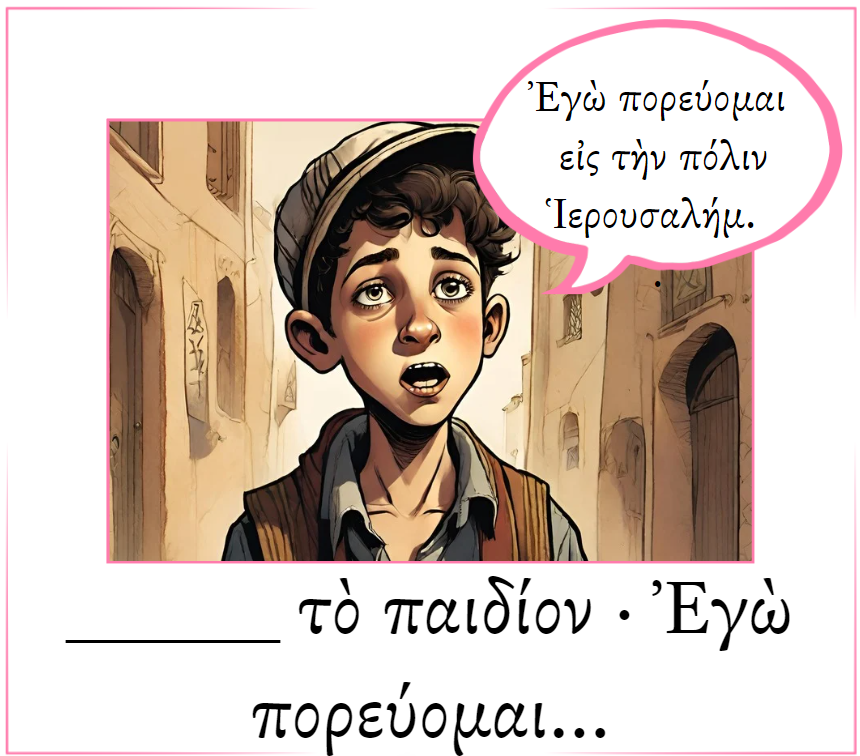 Ἐγὼ πορεύομαι
εἰς τὴν πόλιν
Ἱερουσαλήμ.
______ τὸ παιδίον · Ἐγὼ
πορεύομαι...